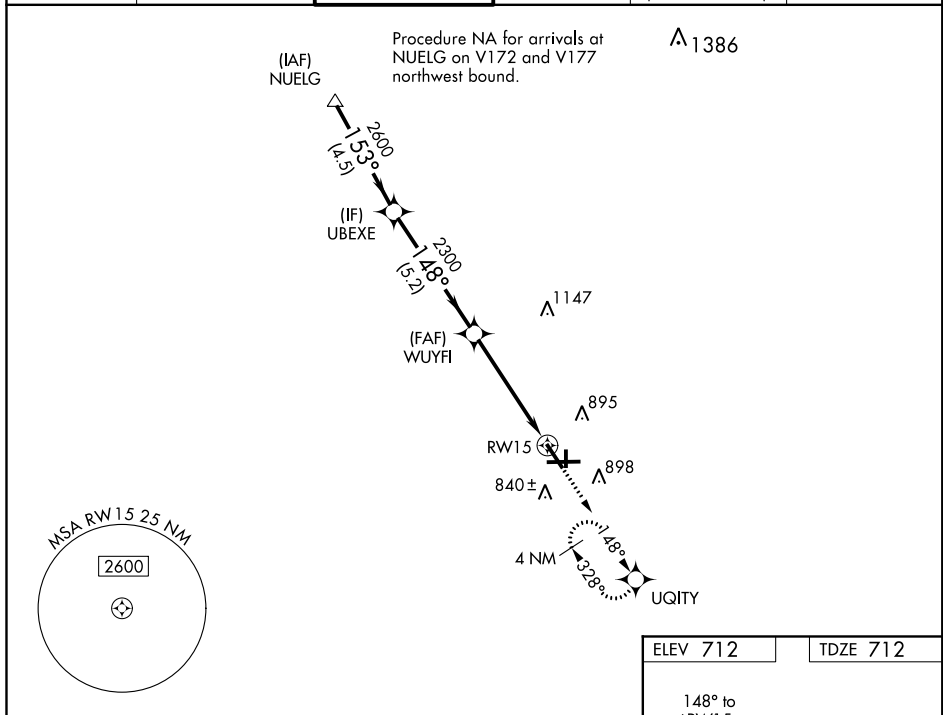 Procedure NA for arrivals at
NUELG on V172 and V177
northwest bound.
1386
(IAF)
NUELG
2600
153°
(4.5)
(IF)
UBEXE
2300
148°
(5.2)
1147
(FAF)
WUYFI
895
RW15
898
840±
MSA RW15 25 NM
2600
4 NM
148°
328°
UQITY
ELEV 712
TDZE 712
148° to